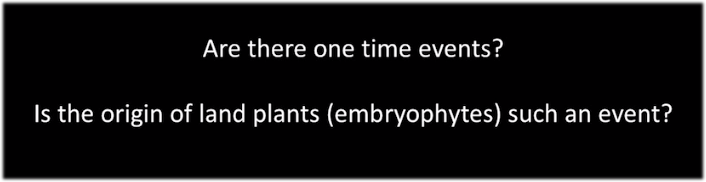 Are there one time events?
Is the origin of land plants (embryophytes) such an event?